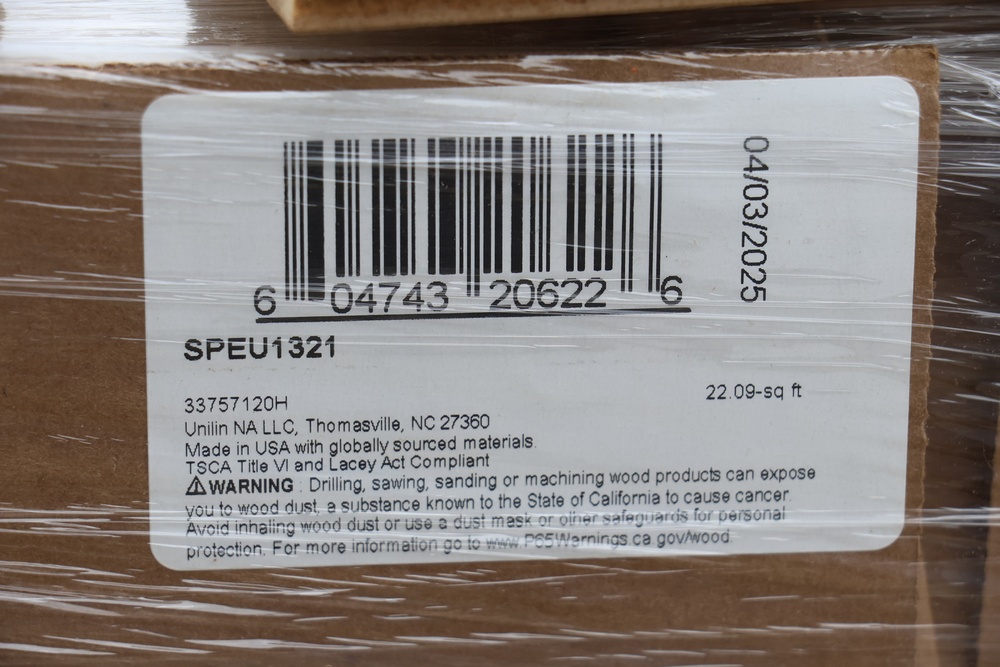 6 04743 20622 6
04/03/2025
SPEU1321
33757120H
22.09-sq ft
Unilin NA LLC, Thomasville, NC 27360
Made in USA with globally sourced materials.
TSCA Title VI and Lacey Act Compliant
⚠WARNING : Drilling, sawing, sanding or machining wood products can expose
you to wood dust, a substance known to the State of California to cause cancer.
Avoid inhaling wood dust or use a dust mask or other safeguards for personal
protection. For more information go to www.P65Warnings.ca.gov/wood.